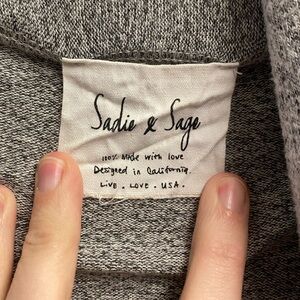 Sadie & Sage
100% Made with love
Designed in California.
LIVE. LOVE. USA.